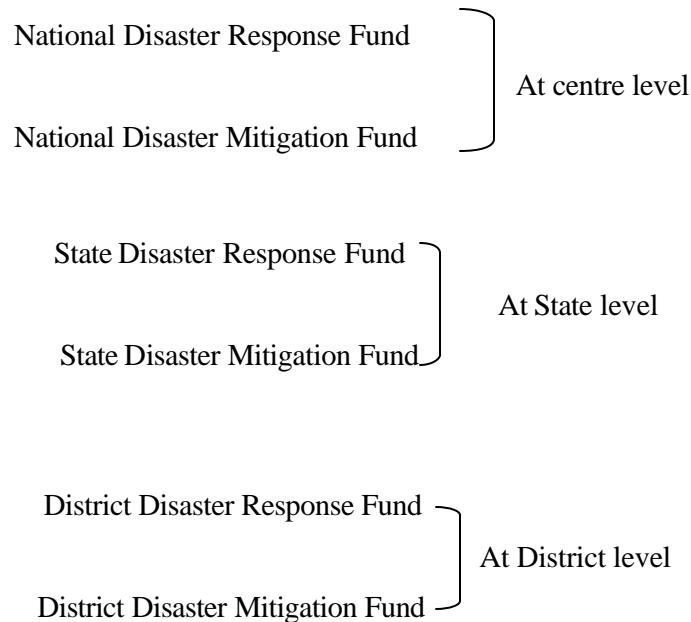 National Disaster Response Fund
At centre level
National Disaster Mitigation Fund
State Disaster Response Fund
At State level
State Disaster Mitigation Fund
District Disaster Response Fund
At District level
District Disaster Mitigation Fund